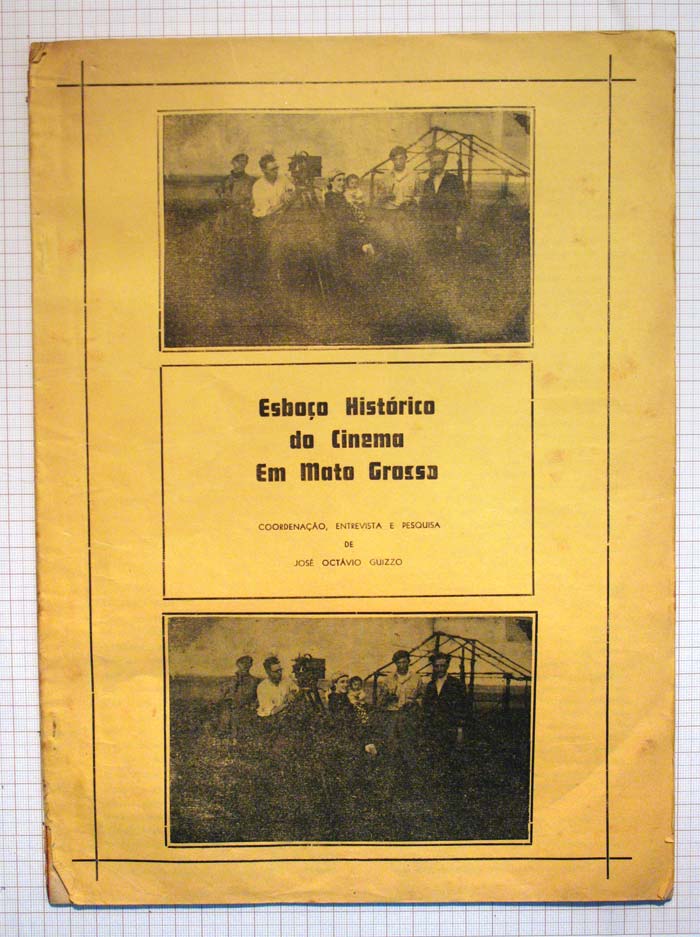 Esboço Histórico
do Cinema
Em Mato Grosso
COORDENAÇÃO, ENTREVISTA E PESQUISA
DE
JOSÉ OCTÁVIO GUIZZO